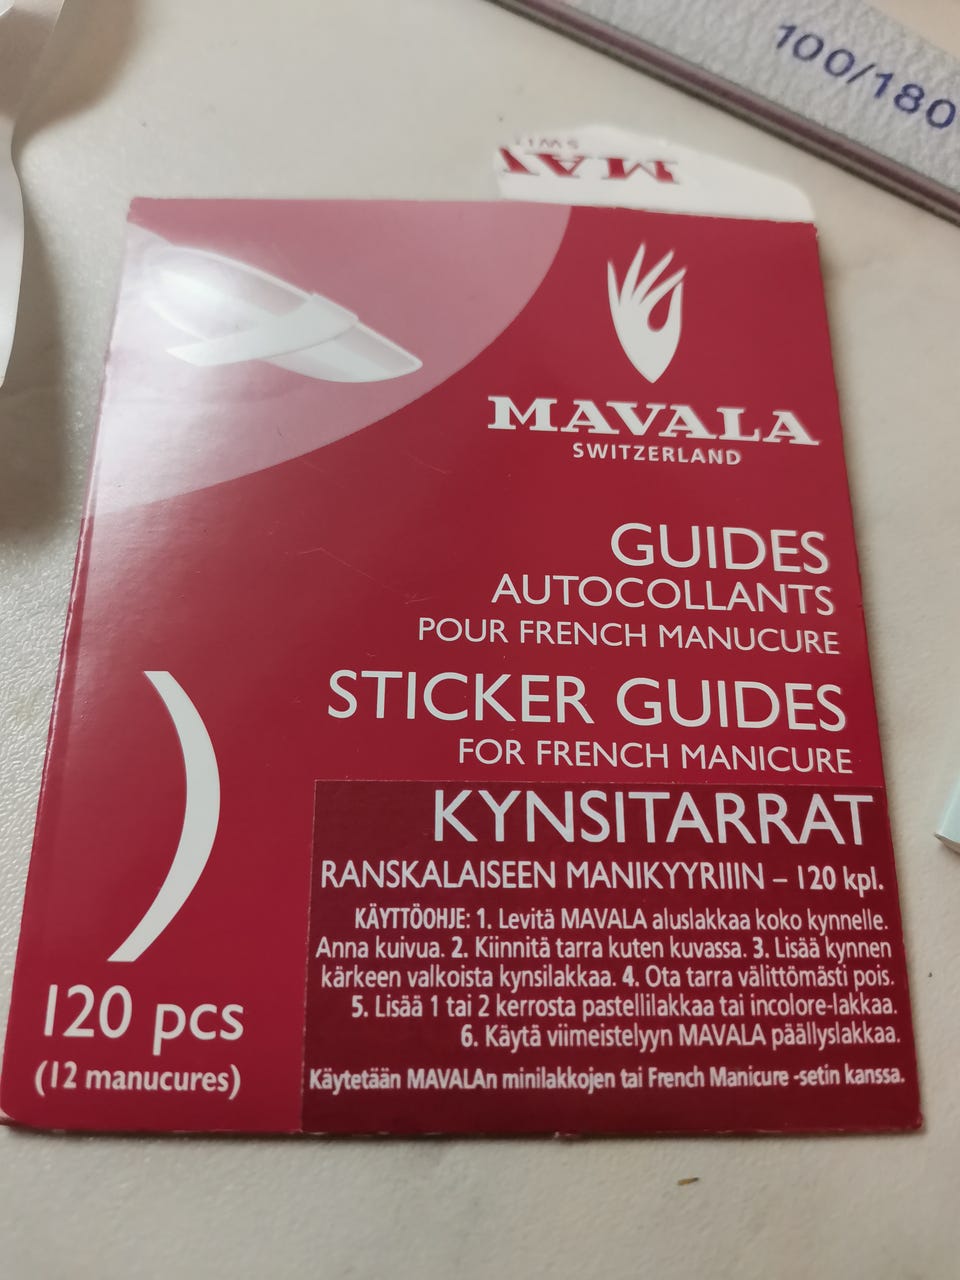 100/180
MAV
SWIT
MAVALA
SWITZERLAND
GUIDES
AUTOCOLLANTS
POUR FRENCH MANUCURE
STICKER GUIDES
FOR FRENCH MANICURE
KYNSITARRAT
RANSKALAISEEN MANIKYYRIIIN – 120 kpl.
KÄYTTÖOHJE: 1. Levitä MAVALA aluslakkaa koko kynnelle.
Anna kuivua. 2. Kiinnitä tarra kuten kuvassa. 3. Lisää kynnen
kärkeen valkoista kynsilakkaa. 4. Ota tarra välittömästi pois.
5. Lisää 1 tai 2 kerrosta pastellilakkaa tai incolore-lakkaa.
6. Käytä viimeistelyyn MAVALA päällyslakkaa.
Käytetään MAVALAn minilakkojen tai French Manicure -setin kanssa.
120 pcs
(12 manucures)